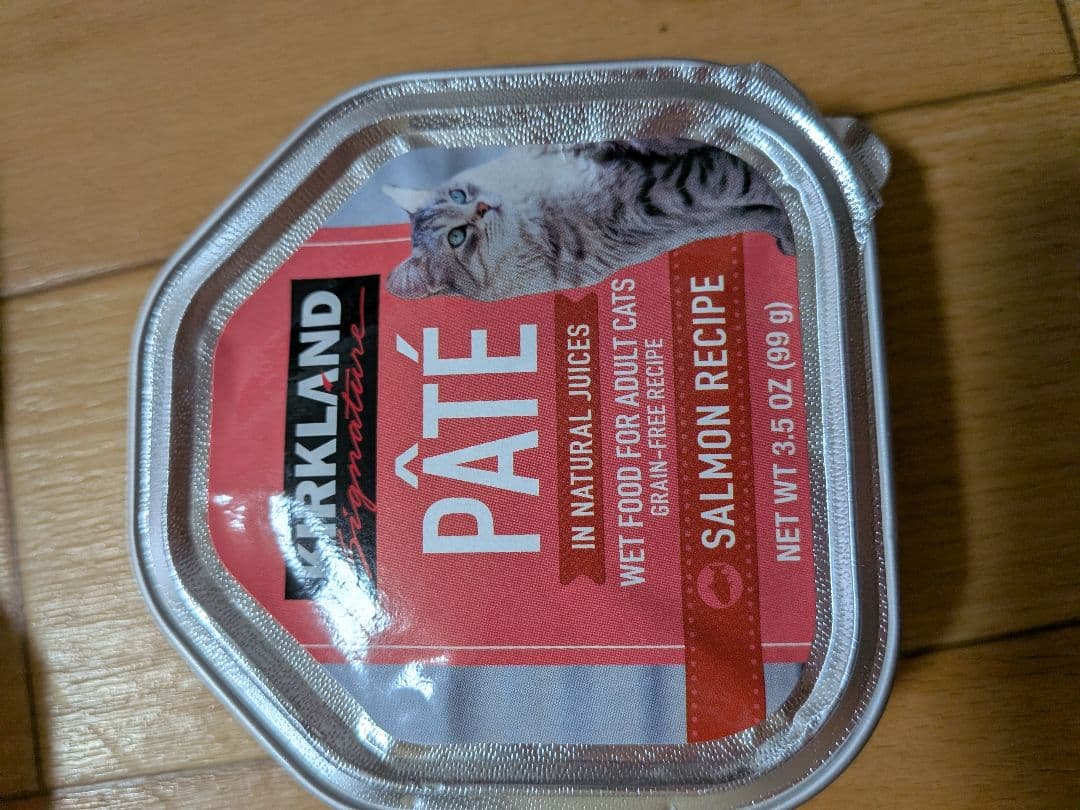 KIRKLAND
Signature
PÂTÉ
IN NATURAL JUICES
WET FOOD FOR ADULT CATS
GRAIN-FREE RECIPE
SALMON RECIPE
NET WT 3.5 OZ (99 g)